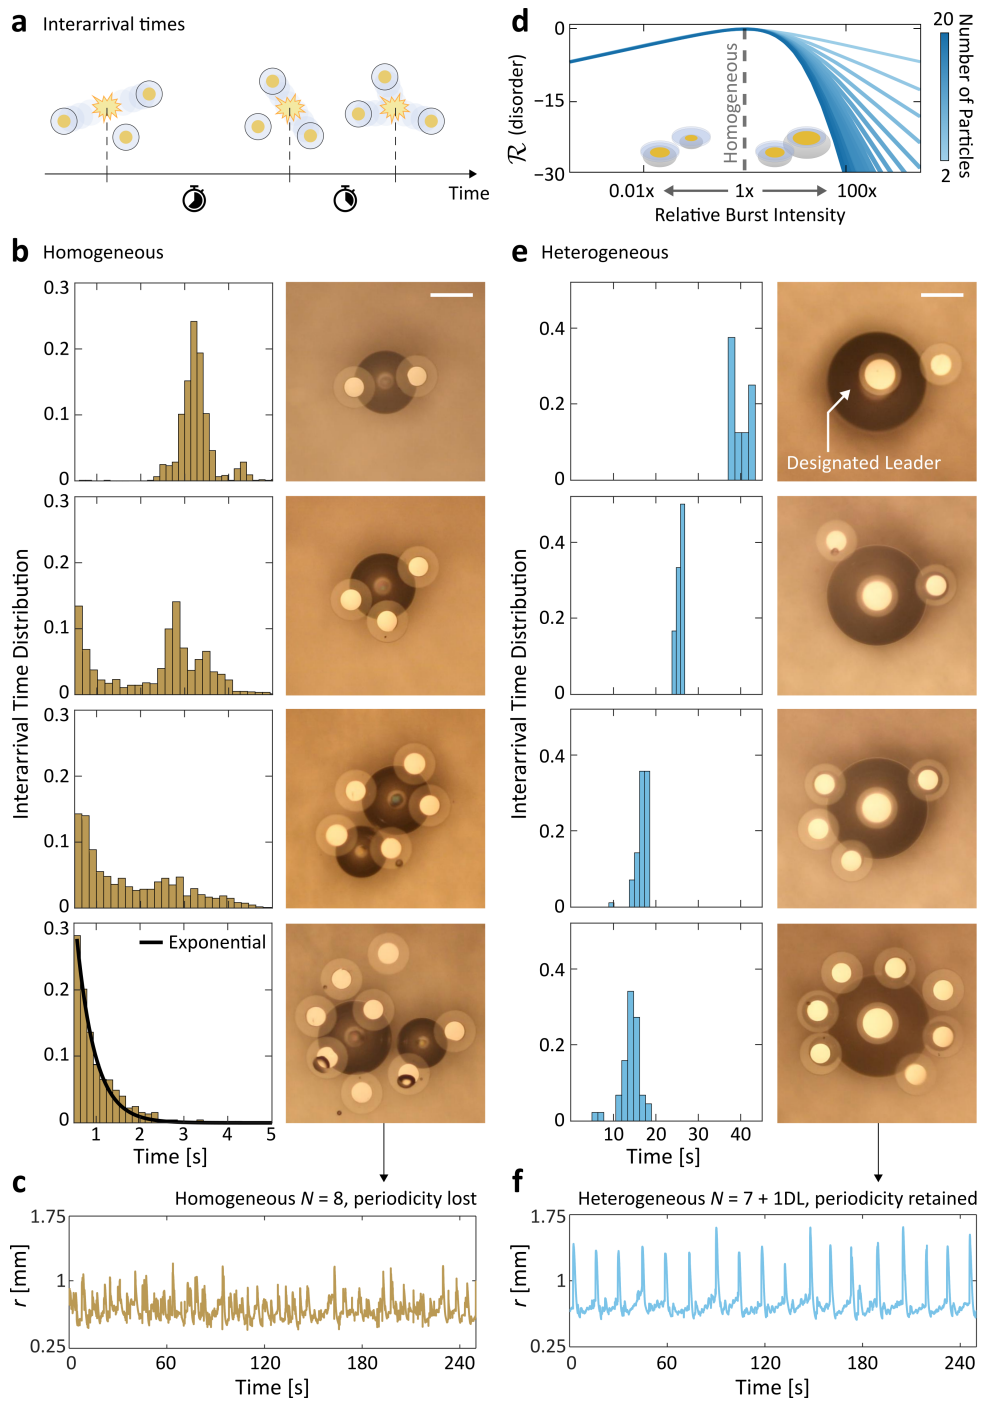 a Interarrival times
Time
b Homogeneous
Interarrival Time Distribution
0.3
0.2
0.1
0
0.3
0.2
0.1
0
0.3
0.2
0.1
0
0.3
0.2
0.1
0
Exponential
1 2 3 4 5
Time [s]
c
Homogeneous N = 8, periodicity lost
1.75
1
0.25
r [mm]
0 60 120 180 240
Time [s]
d
0
−15
−30
ℛ (disorder)
Homogeneous
0.01x 1x 100x
Relative Burst Intensity
20
2
Number of Particles
e Heterogeneous
Interarrival Time Distribution
0.4
0.2
0
Designated Leader
0.4
0.2
0
0.4
0.2
0
0.4
0.2
0
10 20 30 40
Time [s]
f
Heterogeneous N = 7 + 1DL, periodicity retained
1.75
1
0.25
r [mm]
0 60 120 180 240
Time [s]